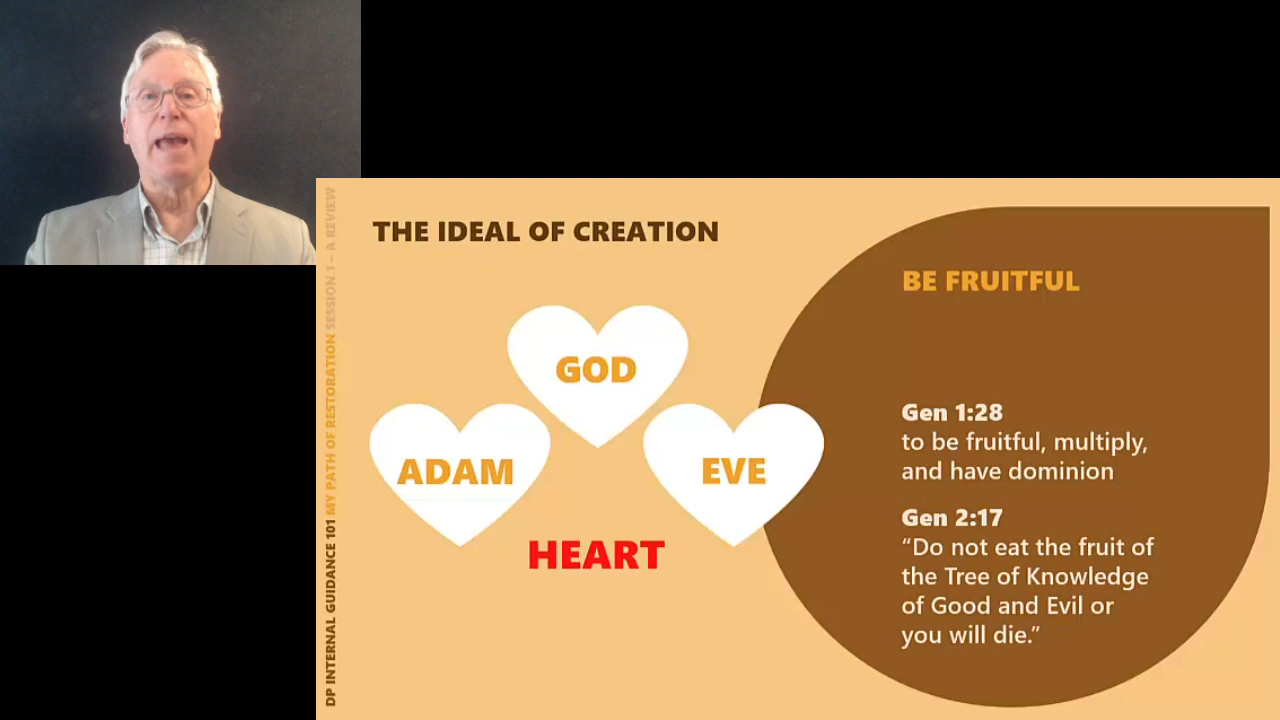 THE IDEAL OF CREATION
GOD
ADAM
EVE
HEART
BE FRUITFUL
Gen 1:28
to be fruitful, multiply,
and have dominion
Gen 2:17
“Do not eat the fruit of
the Tree of Knowledge
of Good and Evil or
you will die.”
DP INTERNAL GUIDANCE 101 MY PATH OF RESTORATION SESSION 1 – A REVIEW